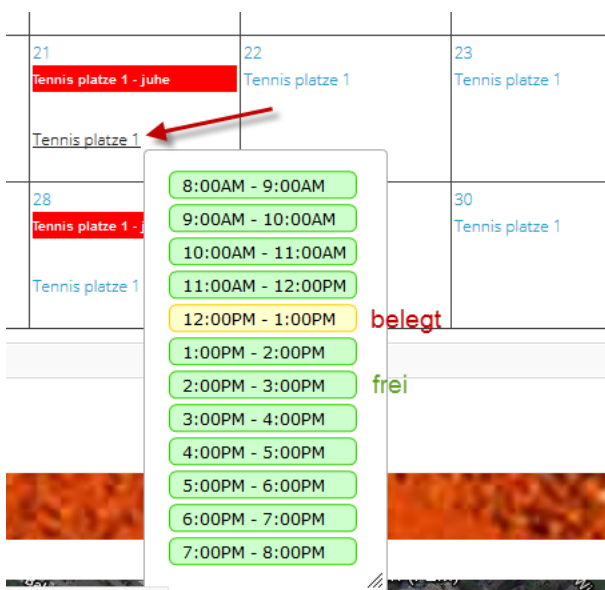 21
22
23
Tennis platze 1 - juhe
Tennis platze 1
Tennis platze 1
Tennis platze 1
8:00AM - 9:00AM
28
30
9:00AM - 10:00AM
Tennis platze 1 - j
Tennis platze 1
10:00AM - 11:00AM
Tennis platze 1
11:00AM - 12:00PM
12:00PM - 1:00PM
belegt
1:00PM - 2:00PM
2:00PM - 3:00PM
frei
3:00PM - 4:00PM
4:00PM - 5:00PM
5:00PM - 6:00PM
6:00PM - 7:00PM
7:00PM - 8:00PM